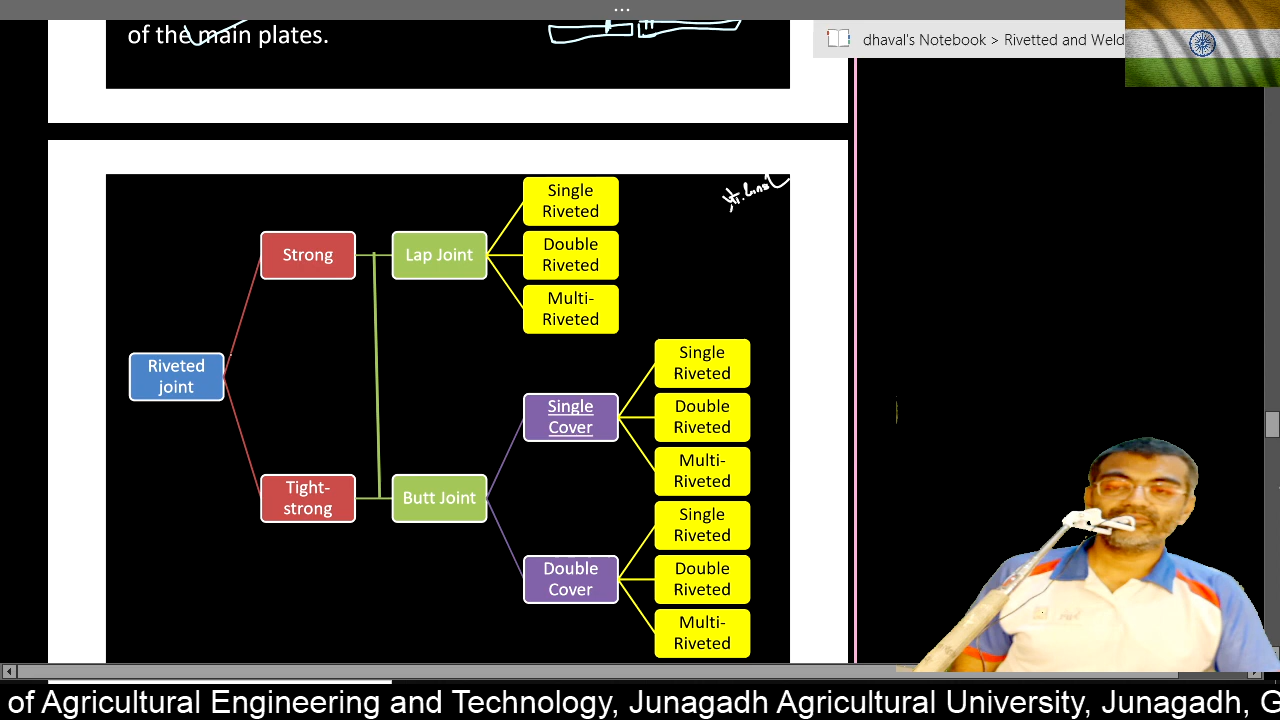 of the main plates.
dhaval's Notebook > Rivetted and Weld
Single
Riveted
Strong
Lap Joint
Double
Riveted
Multi-
Riveted
Riveted
joint
Single
Cover
Single
Riveted
Double
Riveted
Multi-
Riveted
Tight-
strong
Butt Joint
Double
Cover
Single
Riveted
Double
Riveted
Multi-
Riveted
of Agricultural Engineering and Technology, Junagadh Agricultural University, Junagadh, G